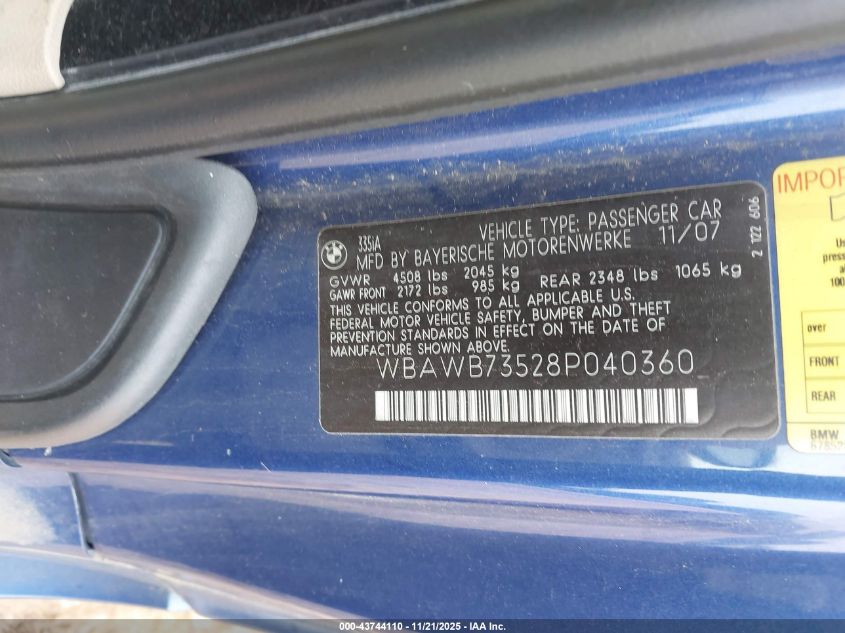 335iA VEHICLE TYPE: PASSENGER CAR
MFD BY BAYERISCHE MOTORENWERKE 11/07
GVWR 4508 lbs 2045 kg
GAWR FRONT 2172 lbs 985 kg REAR 2348 lbs 1065 kg
THIS VEHICLE CONFORMS TO ALL APPLICABLE U.S.
FEDERAL MOTOR VEHICLE SAFETY, BUMPER AND THEFT
PREVENTION STANDARDS IN EFFECT ON THE DATE OF
MANUFACTURE SHOWN ABOVE.
WBAWB73528P040360
2 122 606
over
FRONT
REAR
BMW
000-43744110 | 11/21/2025 | IAA Inc.